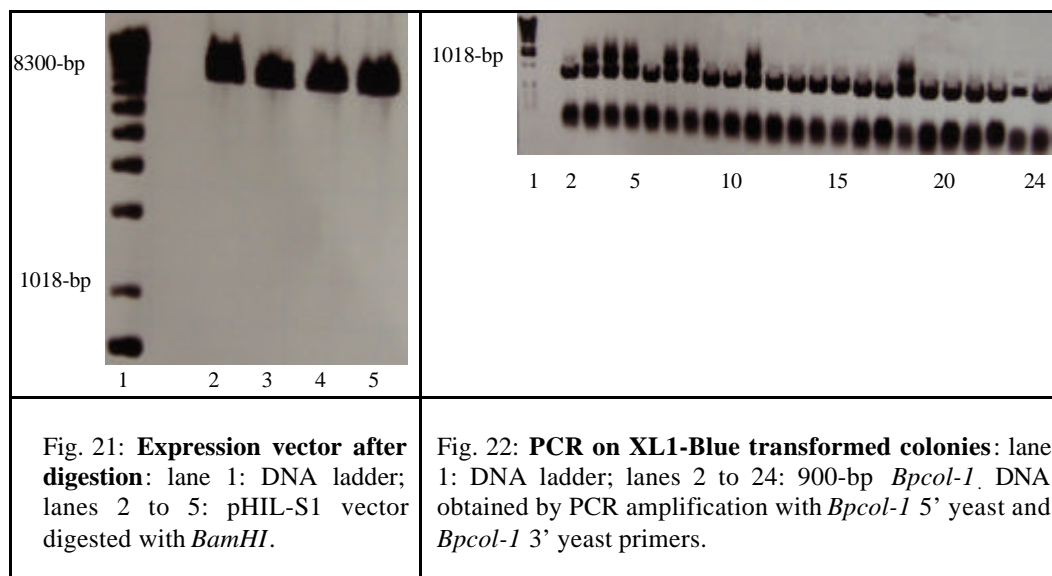 8300-bp
1018-bp
1 2 3 4 5
1018-bp
1 2 5 10 15 20 24
Fig. 21: Expression vector after
digestion: lane 1: DNA ladder;
lanes 2 to 5: pHIL-S1 vector
digested with BamHI.
Fig. 22: PCR on XL1-Blue transformed colonies: lane
1: DNA ladder; lanes 2 to 24: 900-bp Bpcol-1. DNA
obtained by PCR amplification with Bpcol-1 5’ yeast and
Bpcol-1 3’ yeast primers.